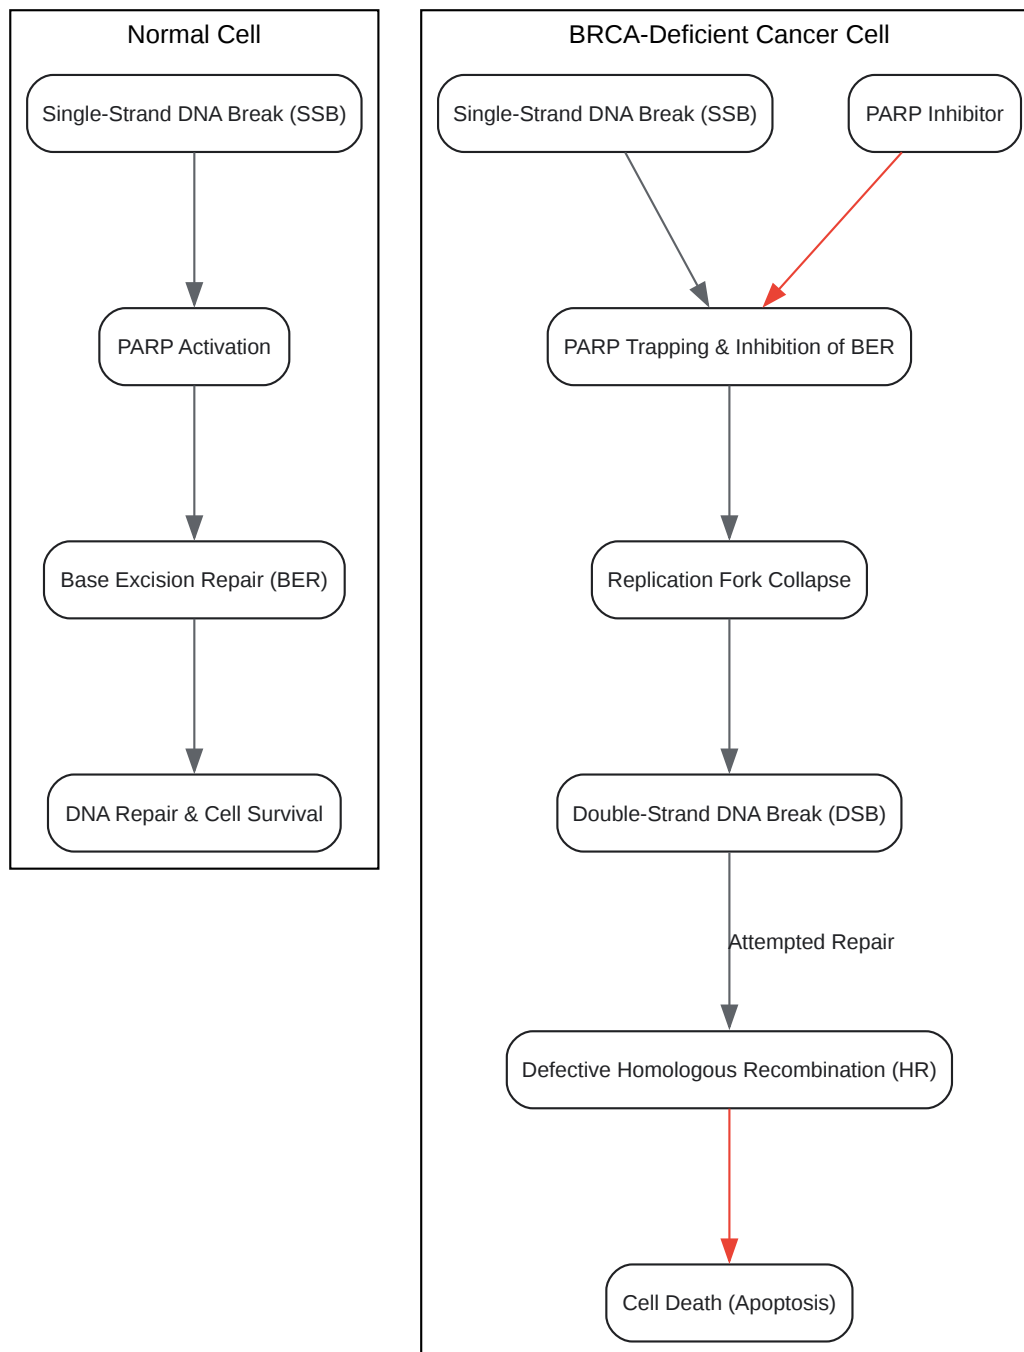 Normal Cell
Single-Strand DNA Break (SSB)
PARP Activation
Base Excision Repair (BER)
DNA Repair & Cell Survival
BRCA-Deficient Cancer Cell
Single-Strand DNA Break (SSB)
PARP Inhibitor
PARP Trapping & Inhibition of BER
Replication Fork Collapse
Double-Strand DNA Break (DSB)
Attempted Repair
Defective Homologous Recombination (HR)
Cell Death (Apoptosis)